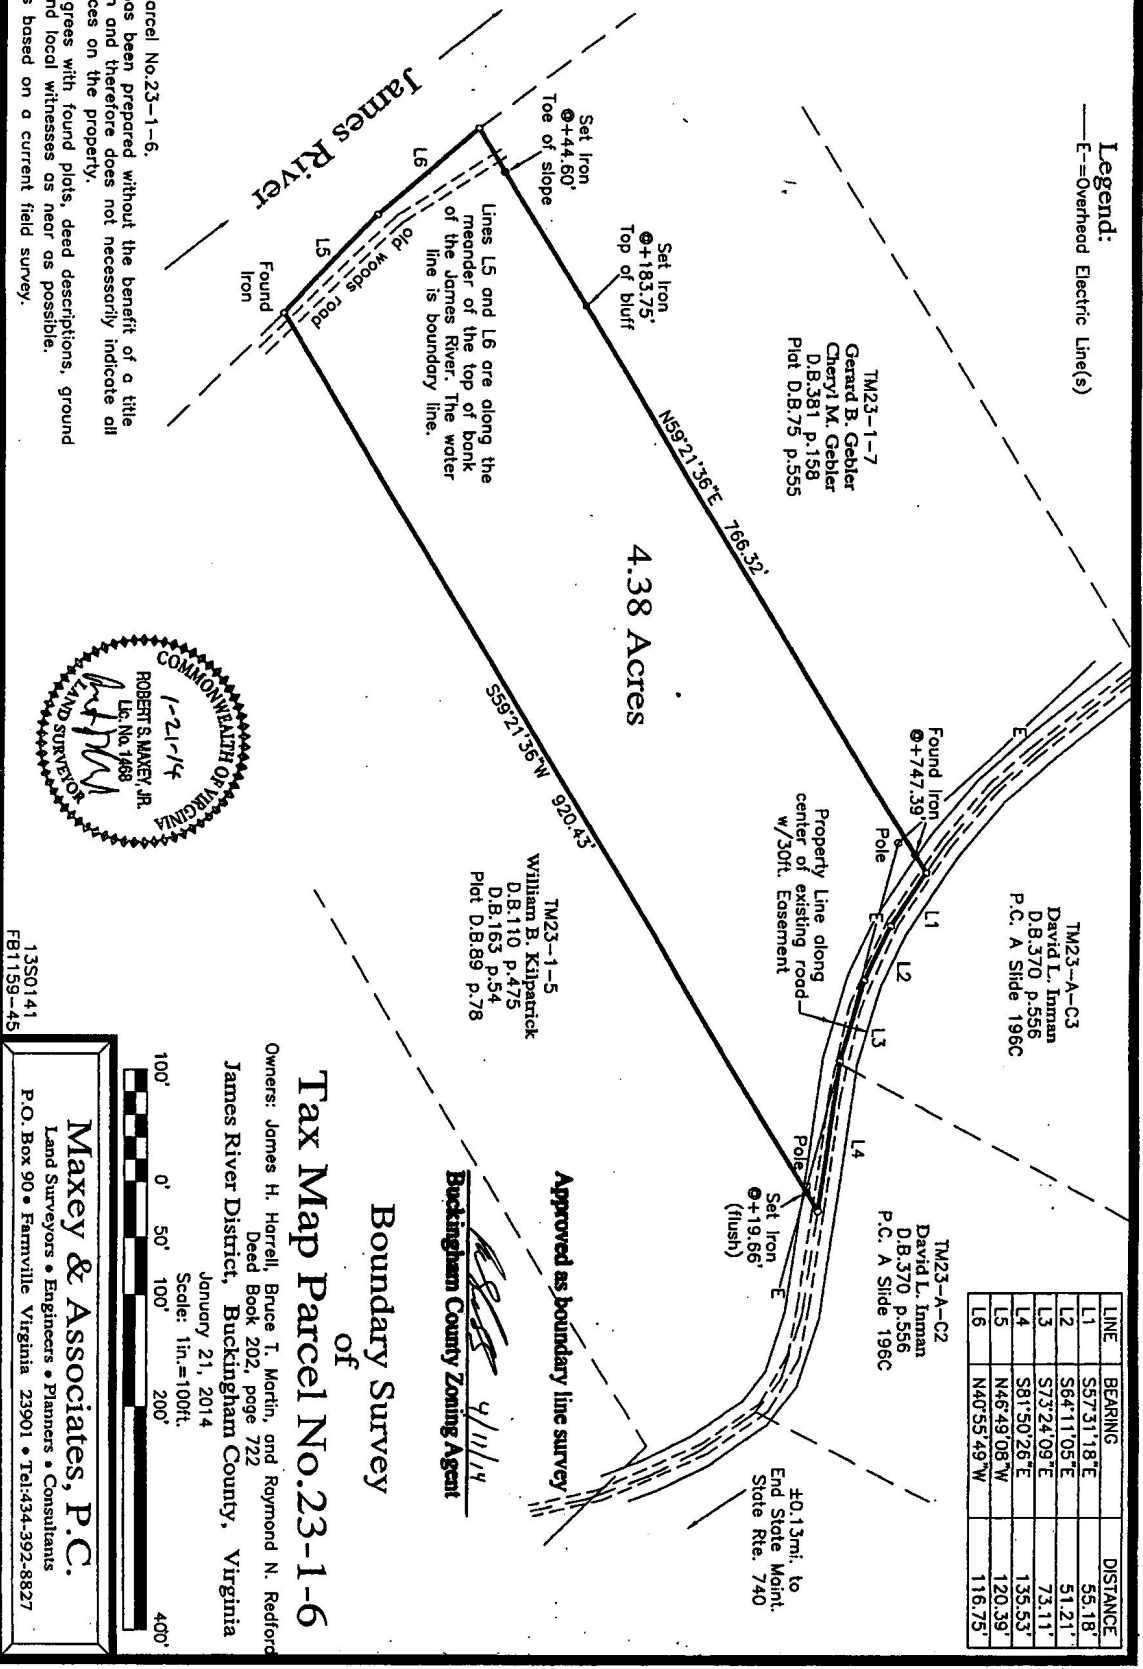 Legend:
—E—=Overhead Electric Line(s)
LINE BEARING DISTANCE
L1 S57°31'18"E 55.18'
L2 S64°11'05"E 51.21'
L3 S73°24'09"E 73.11'
L4 S81°50'26"E 135.53'
L5 N46°49'08"W 120.39'
L6 N40°55'49"W 116.75'
TM23-A-C3
David L. Inman
D.B.370 p.556
P.C. A Slide 196C
TM23-A-C2
David L. Inman
D.B.370 p.556
P.C. A Slide 196C
TM23-1-7
Gerard B. Gebler
Cheryl M. Gebler
D.B.381 p.158
Plat D.B.75 p.555
E
Found Iron
@+747.39'
Pole
L1
L2
E
L3
L4
Property Line along
center of existing road
w/30ft. Easement
Pole
Set Iron
@+19.66'
(flush)
E
±0.13mi. to
End State Maint.
State Rte. 740
Set Iron
@+183.75'
Top of bluff
Set Iron
@+44.60'
Toe of slope
N59°21'36"E 766.32'
4.38 Acres
Lines L5 and L6 are along the
meander of the top of bank
of the James River. The water
line is boundary line.
James River
L6
L5
old woods road
Found
Iron
S59°21'36"W 920.43'
TM23-1-5
William B. Kilpatrick
D.B.110 p.475
D.B.163 p.54
Plat D.B.89 p.78
Approved as boundary line survey
4/11/14
Buckingham County Zoning Agent
Boundary Survey
of
Tax Map Parcel No.23-1-6
Owners: James H. Harrell, Bruce T. Martin, and Raymond N. Redford
Deed Book 202, page 722
James River District, Buckingham County, Virginia
January 21, 2014
Scale: 1in.=100ft.
100' 0' 50' 100' 200' 400'
arcel No.23-1-6.
as been prepared without the benefit of a title
n and therefore does not necessarily indicate all
ces on the property.
grees with found plats, deed descriptions, ground
nd local witnesses as near as possible.
s based on a current field survey.
COMMONWEALTH OF VIRGINIA
1-21-14
ROBERT S. MAXEY, JR.
Lic. No. 1468
LAND SURVEYOR
13S0141
FB1159-45
Maxey & Associates, P.C.
Land Surveyors • Engineers • Planners • Consultants
P.O. Box 90 • Farmville Virginia 23901 • Tel:434-392-8827